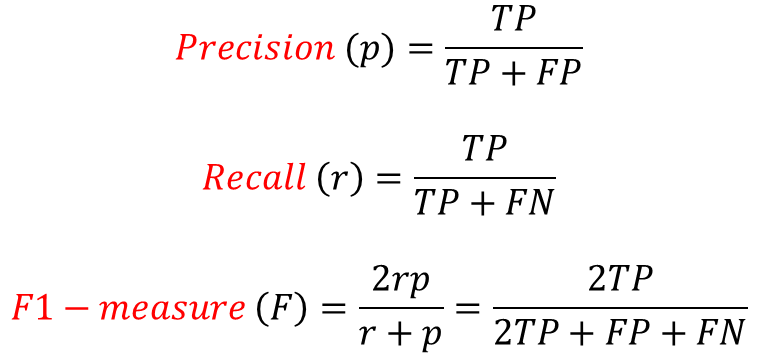 Precision (p) = TP / TP + FP
Recall (r) = TP / TP + FN
F1 − measure (F) = 2rp / r + p = 2TP / 2TP + FP + FN